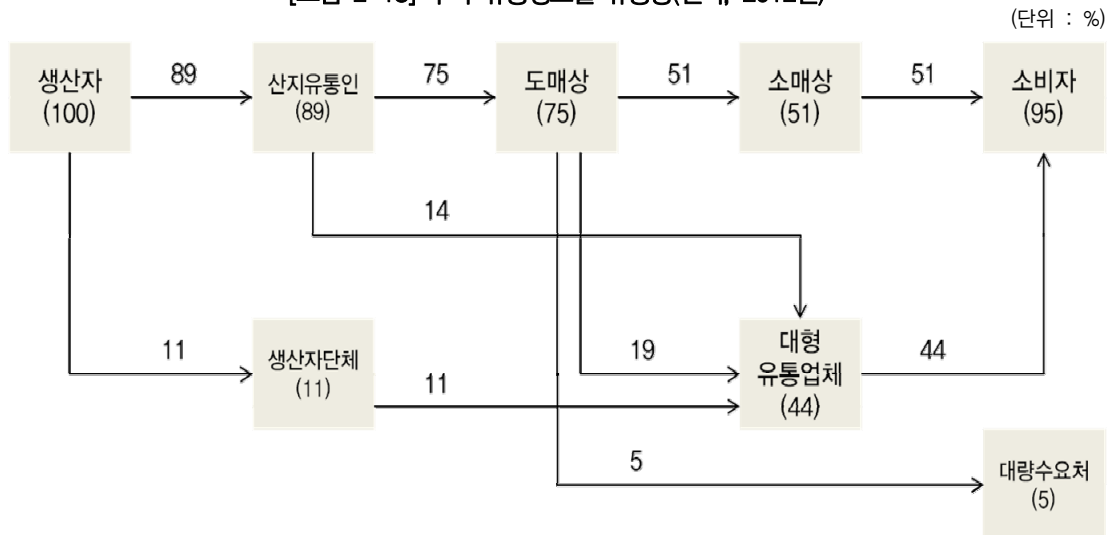 (단위 : %)
생산자
(100)
89
산지유통인
(89)
75
도매상
(75)
51
소매상
(51)
51
소비자
(95)
14
11
생산자단체
(11)
11
19
대형
유통업체
(44)
44
5
대량수요처
(5)